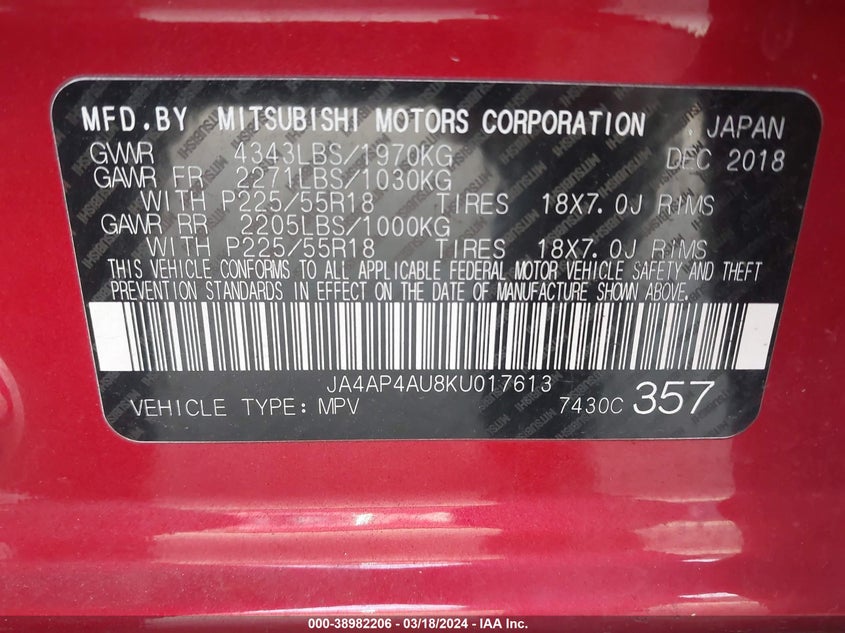 MFD.BY MITSUBISHI MOTORS CORPORATION JAPAN
GVWR 4343LBS/1970KG DEC 2018
GAWR FR 2271LBS/1030KG
WITH P225/55R18 TIRES 18X7.0J RIMS
GAWR RR 2205LBS/1000KG
WITH P225/55R18 TIRES 18X7.0J RIMS
THIS VEHICLE CONFORMS TO ALL APPLICABLE FEDERAL MOTOR VEHICLE SAFETY AND THEFT
PREVENTION STANDARDS IN EFFECT ON THE DATE OF MANUFACTURE SHOWN ABOVE.
JA4AP4AU8KU017613
VEHICLE TYPE: MPV 7430C 357
000-38982206 - 03/18/2024 - IAA Inc.